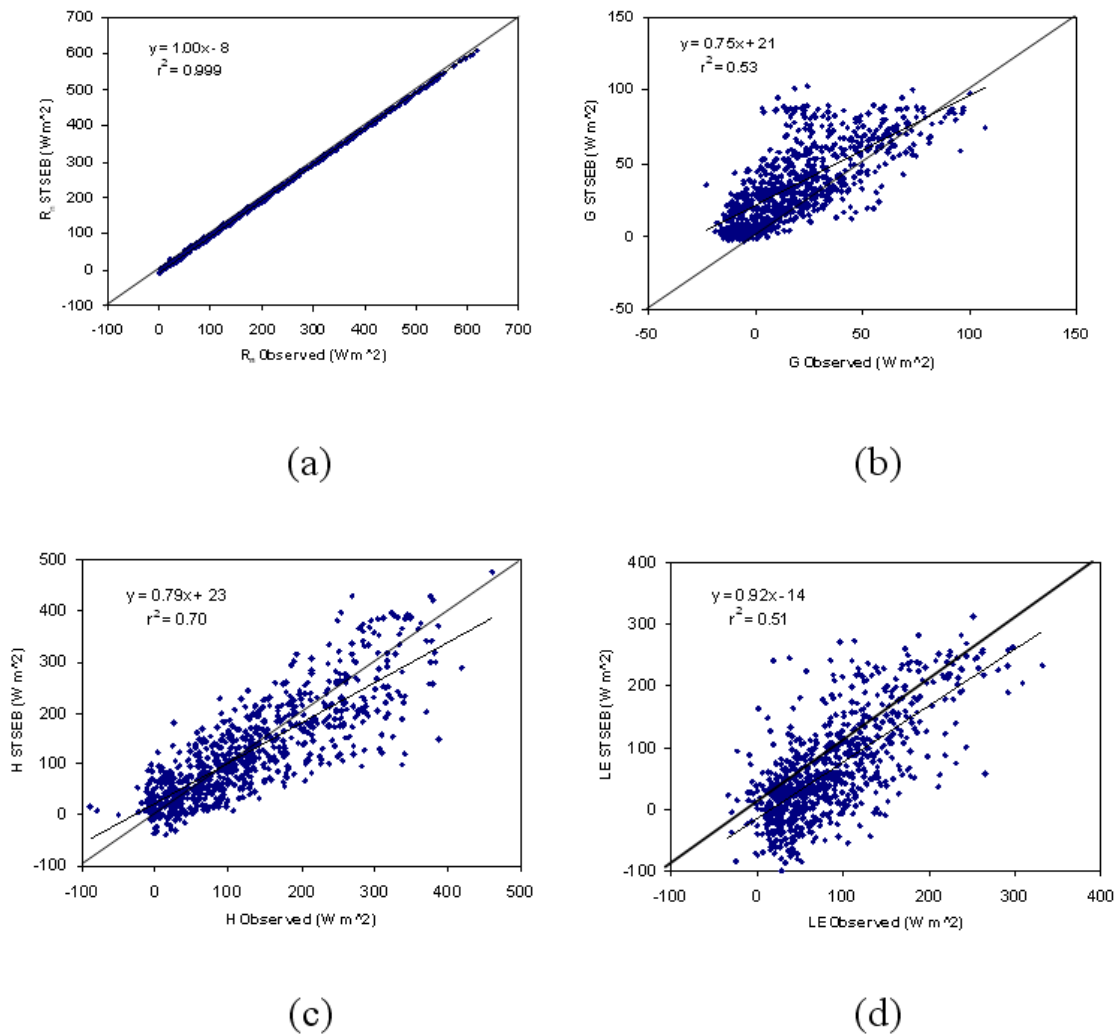 700
600
500
400
300
200
100
0
-100
-100 0 100 200 300 400 500 600 700
y = 1.00x - 8
r² = 0.999
Rn STSEB (W m^2)
Rn Observed (W m^2)
(a)
150
100
50
0
-50
-50 0 50 100 150
y = 0.75x + 21
r² = 0.53
G STSEB (W m^2)
G Observed (W m^2)
(b)
500
400
300
200
100
0
-100
-100 0 100 200 300 400 500
y = 0.79x + 23
r² = 0.70
H STSEB (W m^2)
H Observed (W m^2)
(c)
400
300
200
100
0
-100
-100 0 100 200 300 400
y = 0.92x - 14
r² = 0.51
LE STSEB (W m^2)
LE Observed (W m^2)
(d)